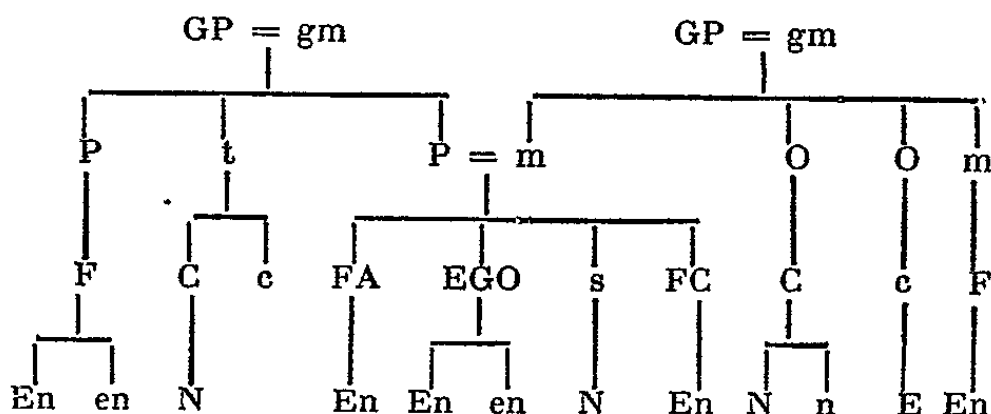 GP = gm GP = gm
P t P = m O O m
F C c FA EGO s FC C c F
En en N En En en N En N n E En